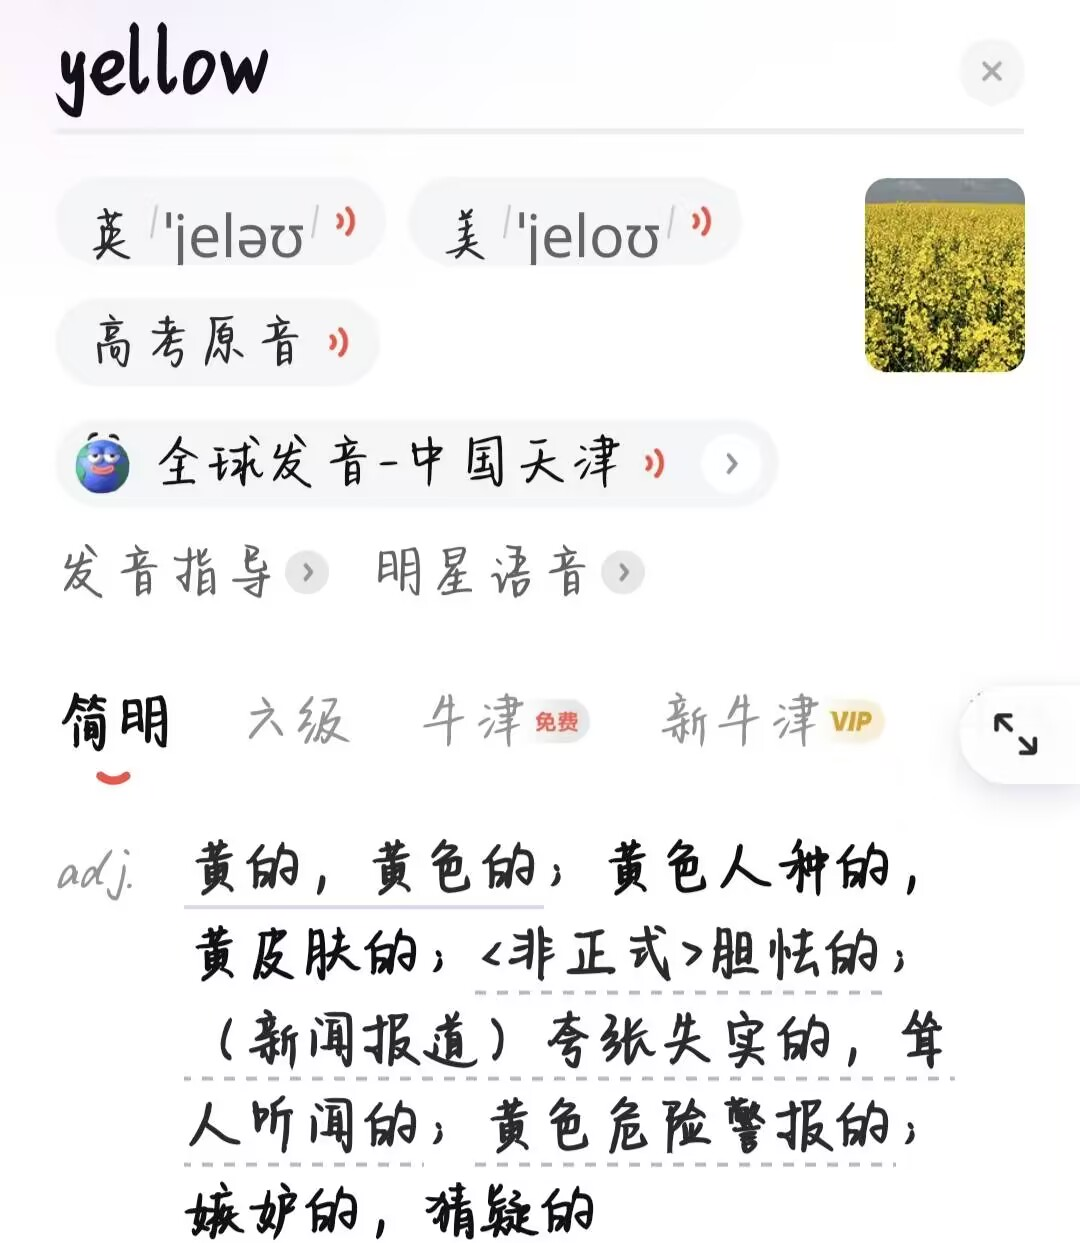 yellow
英 /ˈjeləʊ/ 美 /ˈjeloʊ/
高考原音
全球发音-中国天津
发音指导 明星语音
简明 六级 牛津 免费 新牛津 VIP
adj. 黄的，黄色的；黄色人种的，
黄皮肤的；<非正式>胆怯的；
（新闻报道）夸张失实的，耸
人听闻的；黄色危险警报的；
嫉妒的，猜疑的